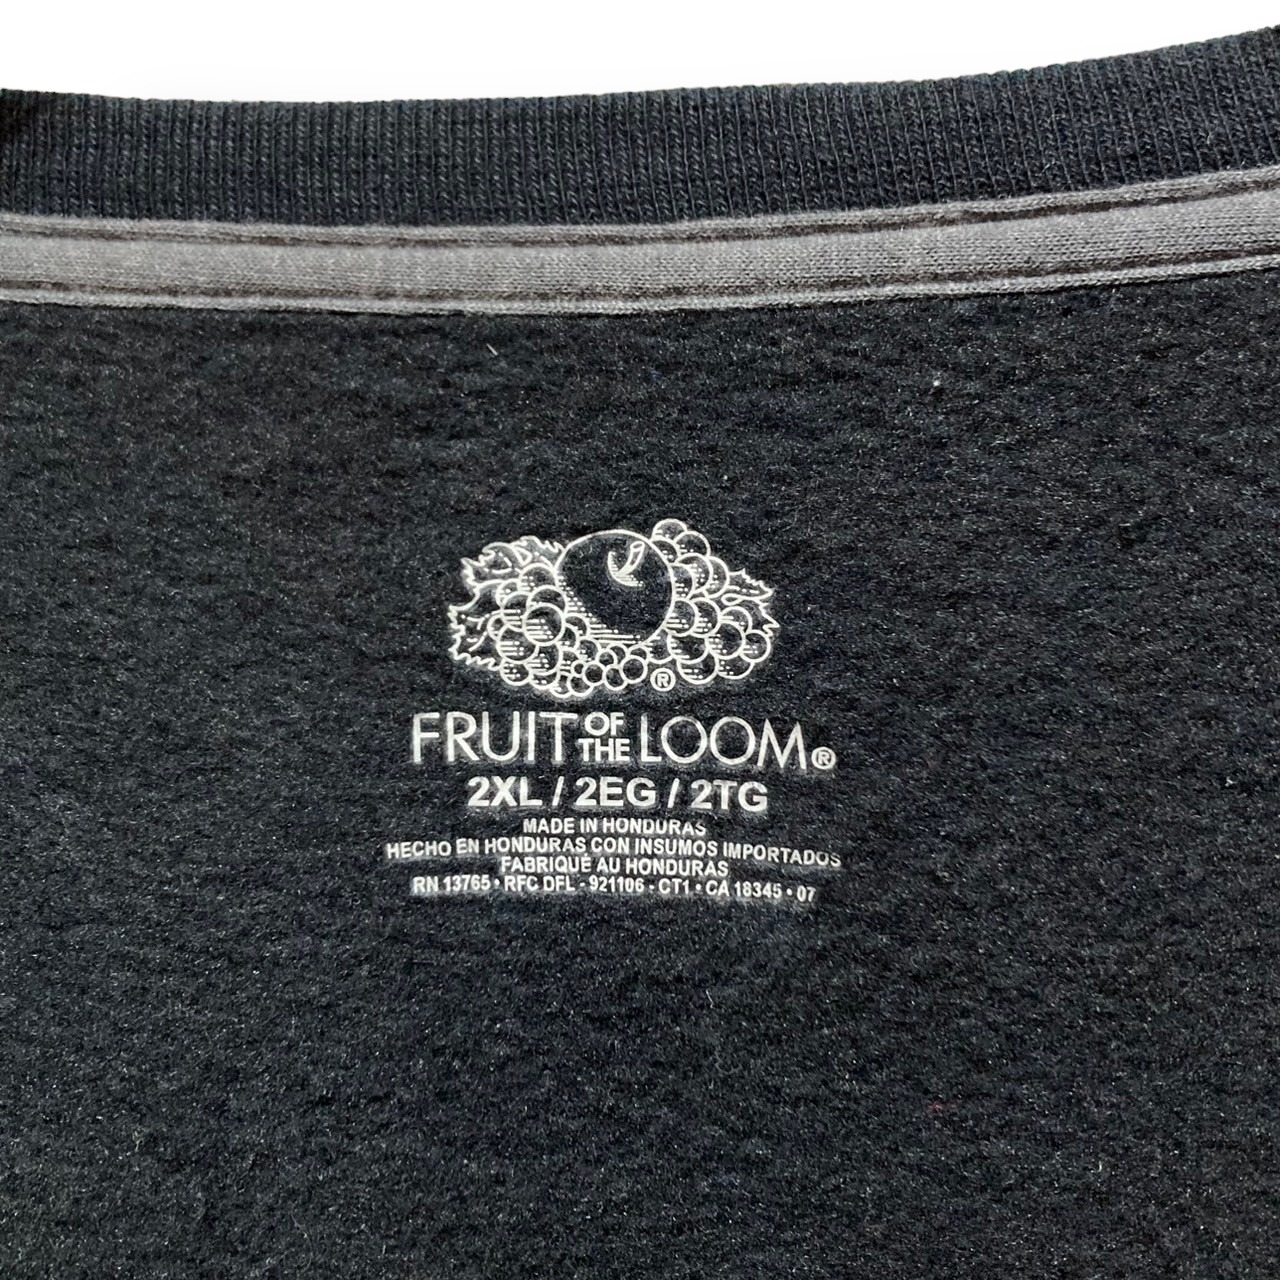 ®
FRUIT OF THE LOOM®
2XL / 2EG / 2TG
MADE IN HONDURAS
HECHO EN HONDURAS CON INSUMOS IMPORTADOS
FABRIQUÉ AU HONDURAS
RN 13765 • RFC DFL - 921106 - CT1 • CA 18345 • 07